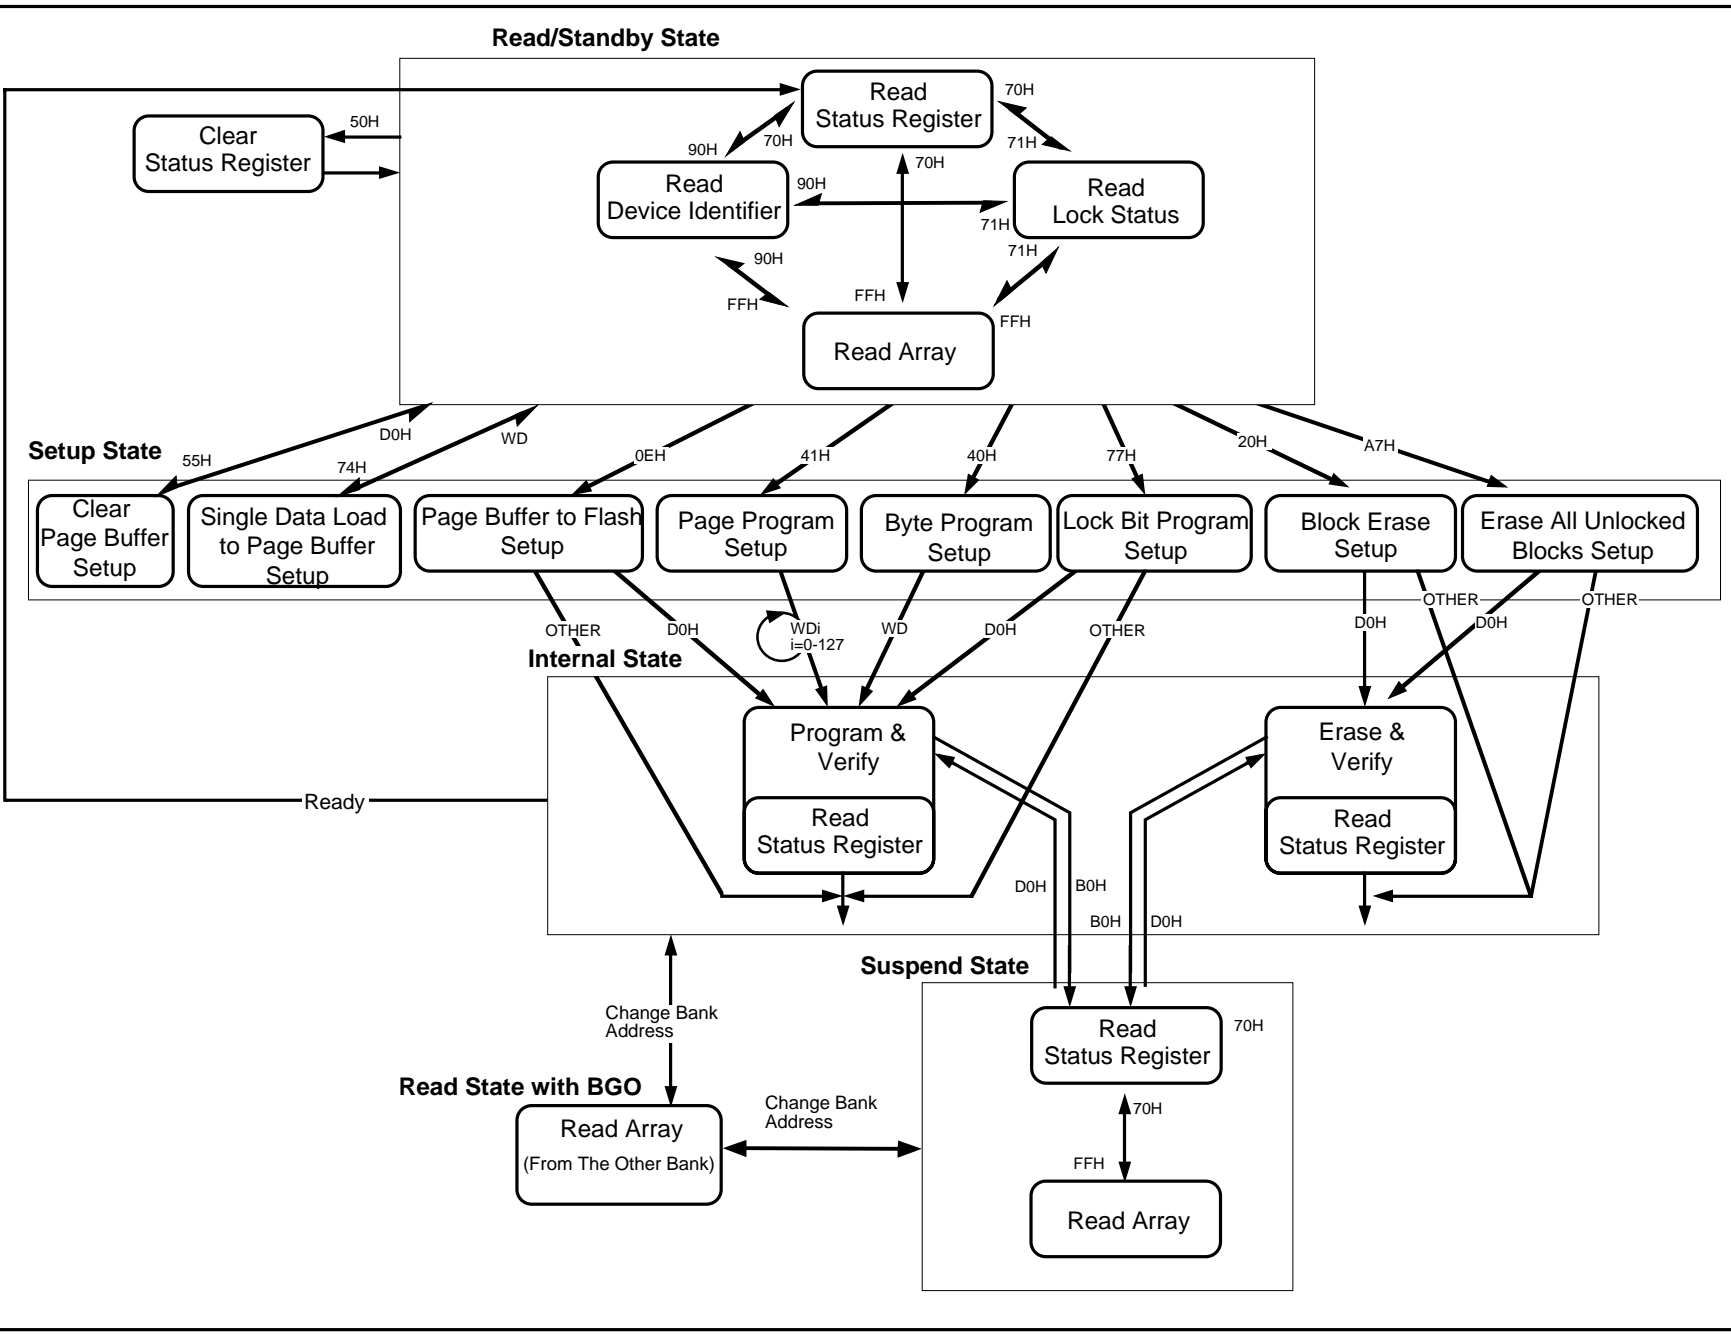 Read/Standby State
Read
Status Register
70H
50H
Clear
Status Register
90H
70H
71H
70H
Read
Device Identifier
90H
71H
Read
Lock Status
90H
71H
FFH
FFH
FFH
Read Array
Setup State
55H
D0H
74H
WD
0EH
41H
40H
77H
20H
A7H
Clear
Page Buffer
Setup
Single Data Load
to Page Buffer
Setup
Page Buffer to Flash
Setup
Page Program
Setup
Byte Program
Setup
Lock Bit Program
Setup
Block Erase
Setup
Erase All Unlocked
Blocks Setup
OTHER
D0H
WDi
i=0-127
WD
D0H
OTHER
D0H
OTHER
D0H
OTHER
Internal State
Program &
Verify
Read
Status Register
Erase &
Verify
Read
Status Register
Ready
D0H
B0H
B0H
D0H
Suspend State
Change Bank
Address
Read
Status Register
70H
Read State with BGO
Read Array
(From The Other Bank)
Change Bank
Address
70H
FFH
Read Array